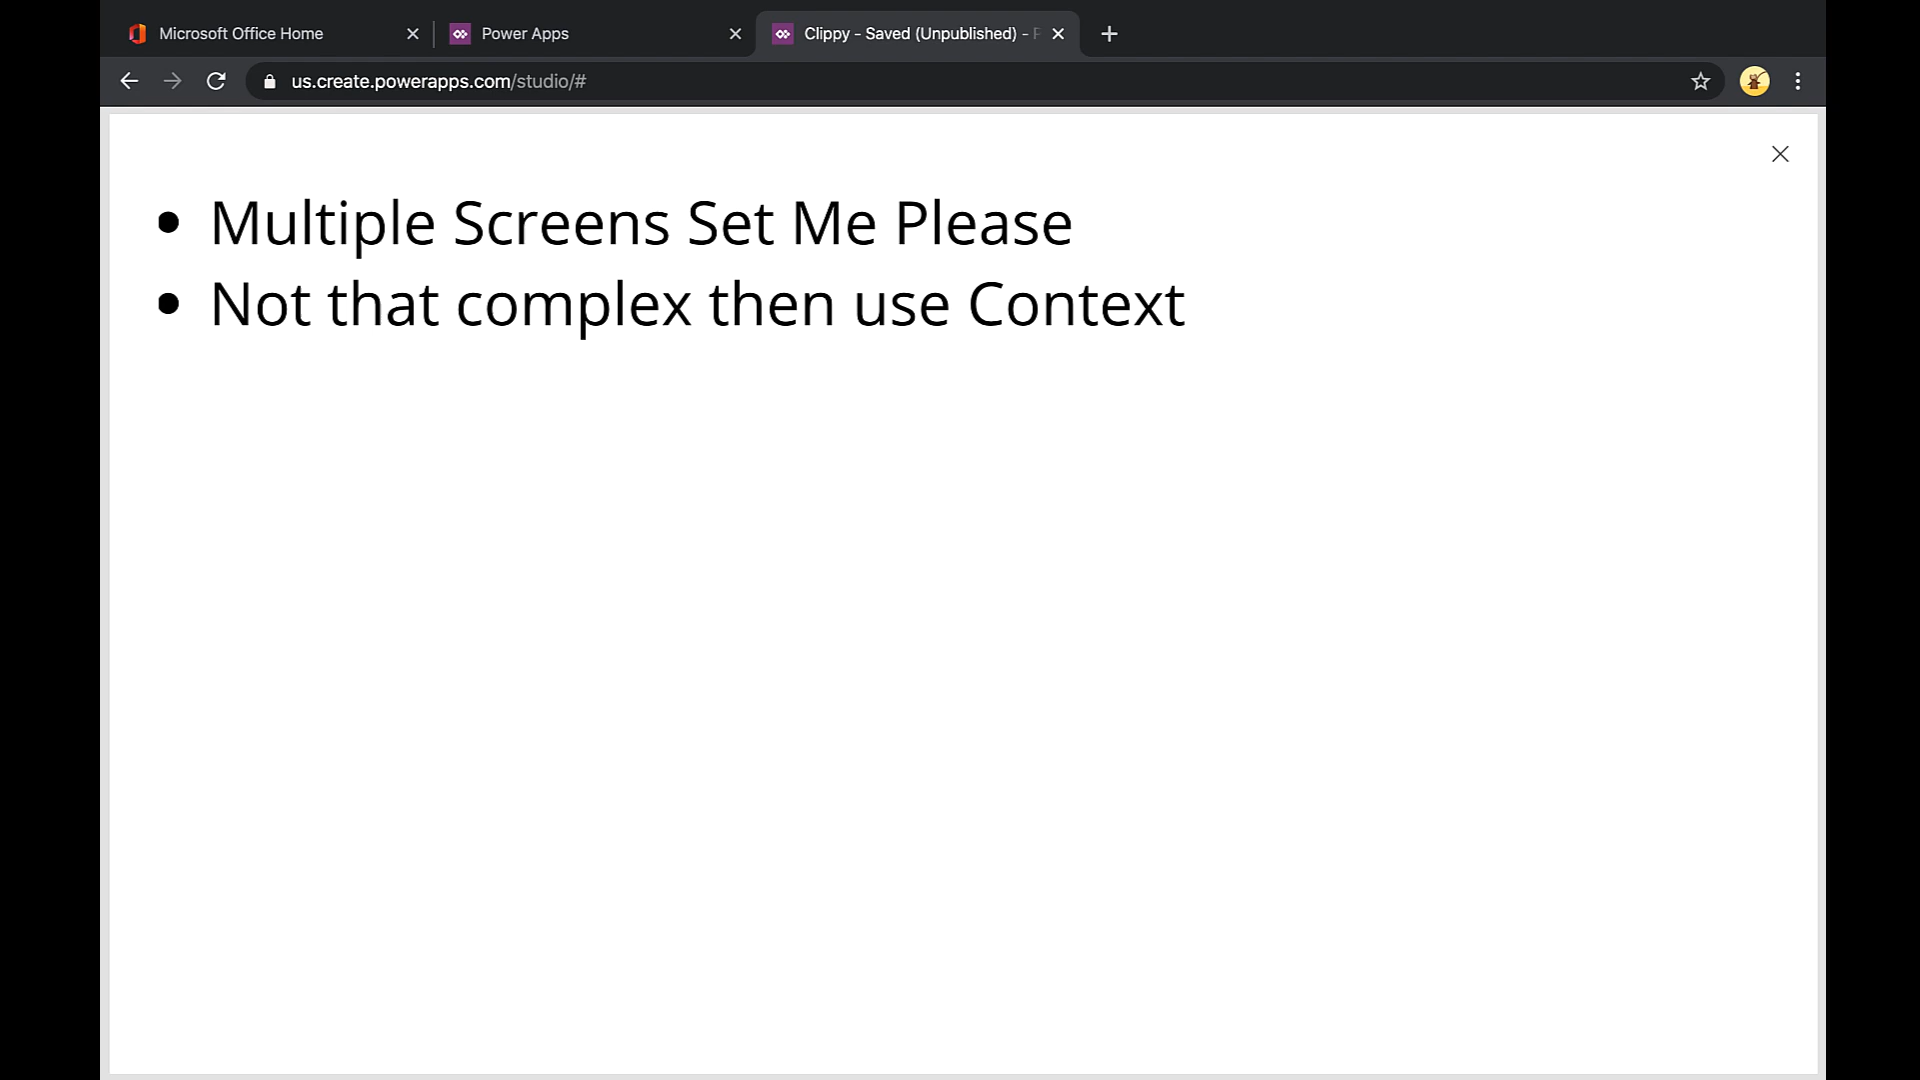 Microsoft Office Home
Power Apps
Clippy - Saved (Unpublished) -
us.create.powerapps.com/studio/#
• Multiple Screens Set Me Please
• Not that complex then use Context